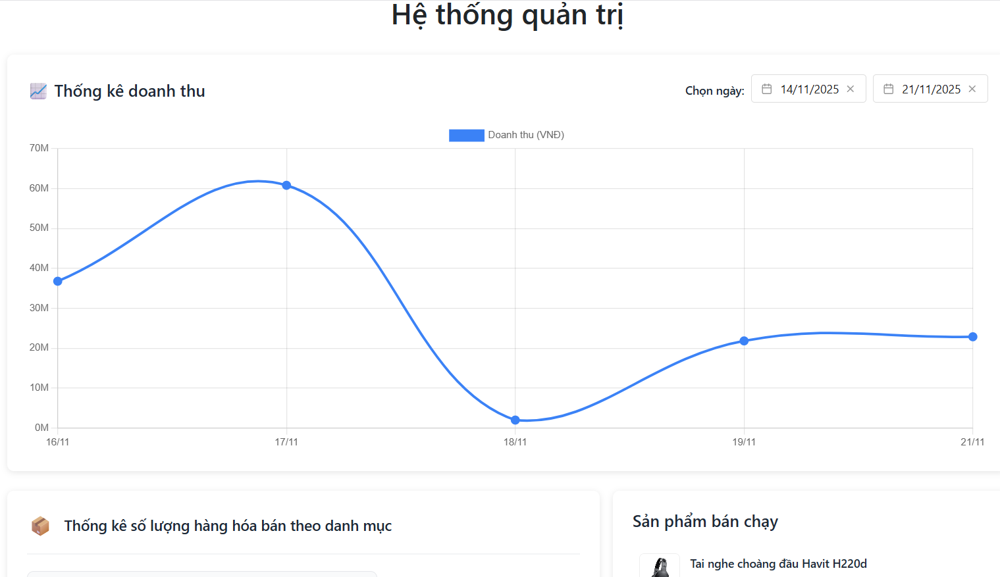 Hệ thống quản trị
Thống kê doanh thu
Chọn ngày: 14/11/2025 21/11/2025
Doanh thu (VNĐ)
70M
60M
50M
40M
30M
20M
10M
0M
16/11 17/11 18/11 19/11 21/11
Thống kê số lượng hàng hóa bán theo danh mục
Sản phẩm bán chạy
Tai nghe choàng đầu Havit H220d